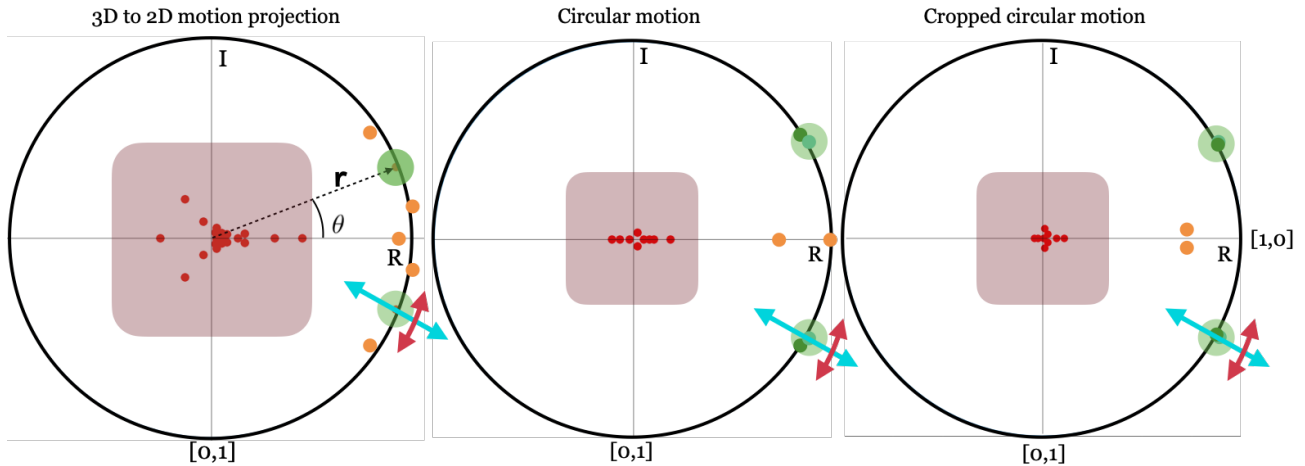 3D to 2D motion projection
Circular motion
Cropped circular motion
I
I
I
r
θ
R
R
R
[1,0]
[0,1]
[0,1]
[0,1]